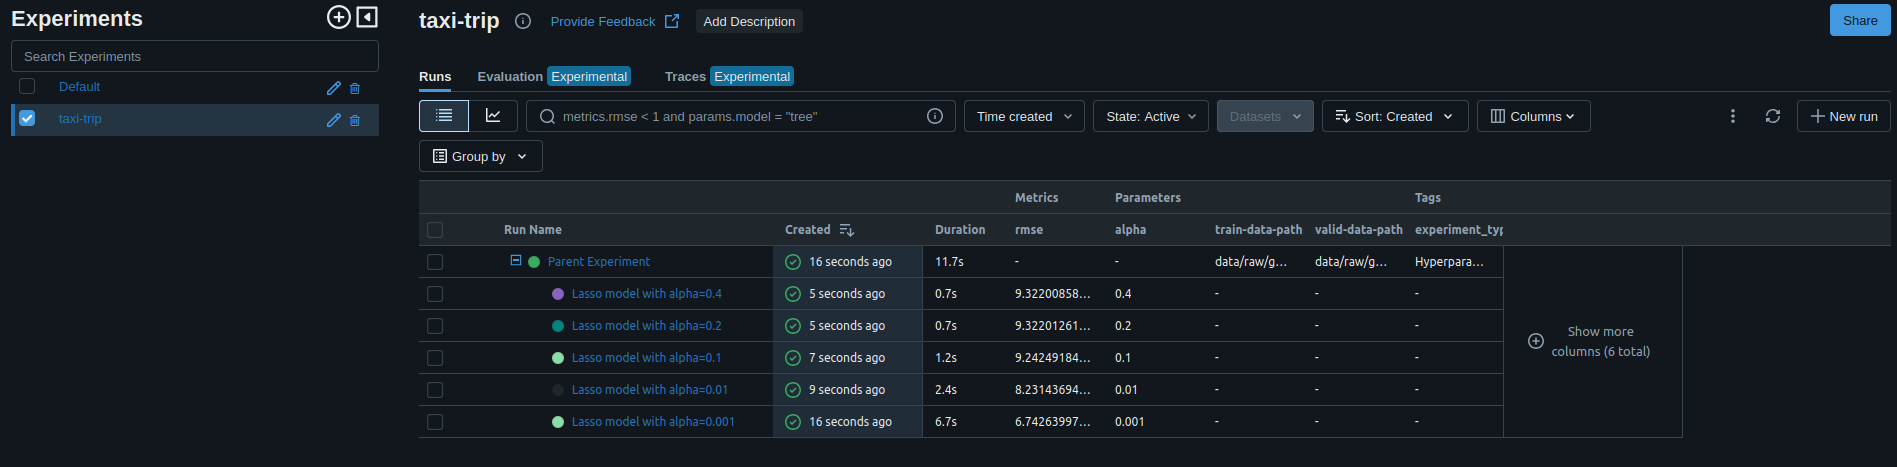 Experiments
Search Experiments
Default
taxi-trip
taxi-trip Provide Feedback Add Description Share
Runs Evaluation Experimental Traces Experimental
metrics.rmse < 1 and params.model = "tree" Time created State: Active Datasets Sort: Created Columns New run
Group by
Metrics Parameters Tags
Run Name Created Duration rmse alpha train-data-path valid-data-path experiment_typ
Parent Experiment 16 seconds ago 11.7s - - data/raw/g... data/raw/g... Hyperpara...
Lasso model with alpha=0.4 5 seconds ago 0.7s 9.32200858... 0.4 - - -
Lasso model with alpha=0.2 5 seconds ago 0.7s 9.32201261... 0.2 - - -
Lasso model with alpha=0.1 7 seconds ago 1.2s 9.24249184... 0.1 - - -
Lasso model with alpha=0.01 9 seconds ago 2.4s 8.23143694... 0.01 - - -
Lasso model with alpha=0.001 16 seconds ago 6.7s 6.74263997... 0.001 - - -
Show more
columns (6 total)